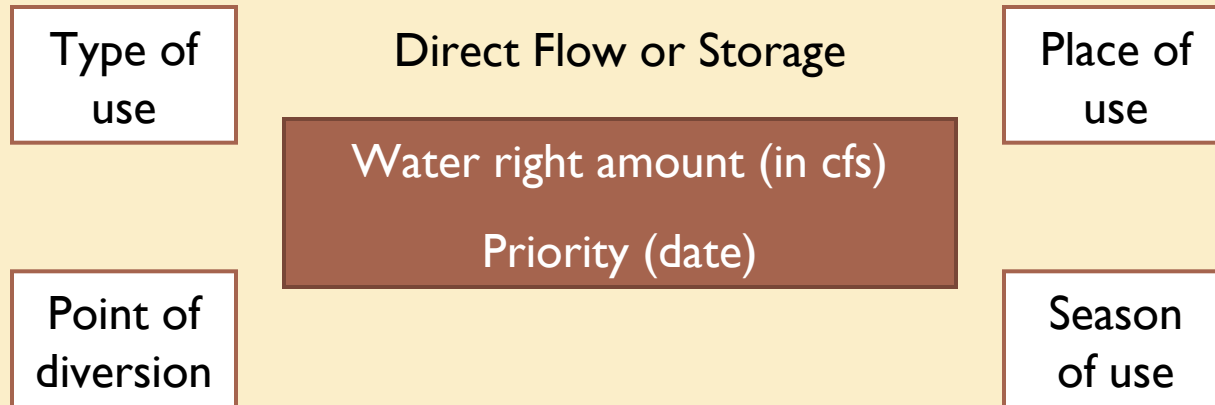 Type of
use
Direct Flow or Storage
Place of
use
Water right amount (in cfs)
Priority (date)
Point of
diversion
Season
of use